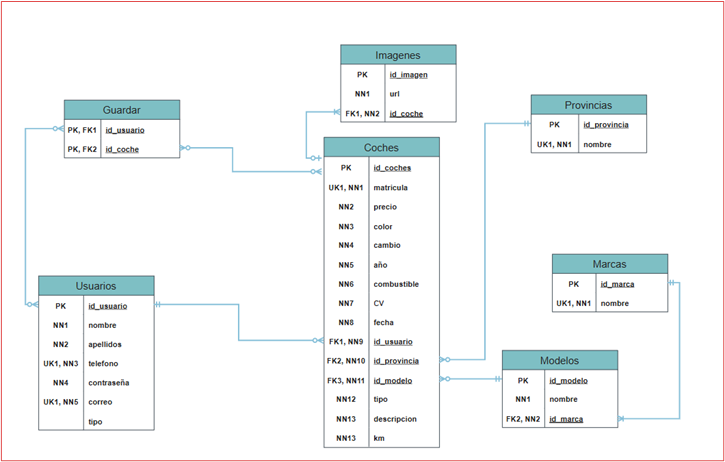 Imagenes
PK id_imagen
NN1 url
FK1, NN2 id_coche
Guardar
PK, FK1 id_usuario
PK, FK2 id_coche
Provincias
PK id_provincia
UK1, NN1 nombre
Coches
PK id_coches
UK1, NN1 matricula
NN2 precio
NN3 color
NN4 cambio
NN5 año
NN6 combustible
NN7 CV
NN8 fecha
FK1, NN9 id_usuario
FK2, NN10 id_provincia
FK3, NN11 id_modelo
NN12 tipo
NN13 descripcion
NN13 km
Marcas
PK id_marca
UK1, NN1 nombre
Usuarios
PK id_usuario
NN1 nombre
NN2 apellidos
UK1, NN3 telefono
NN4 contraseña
UK1, NN5 correo
tipo
Modelos
PK id_modelo
NN1 nombre
FK2, NN2 id_marca